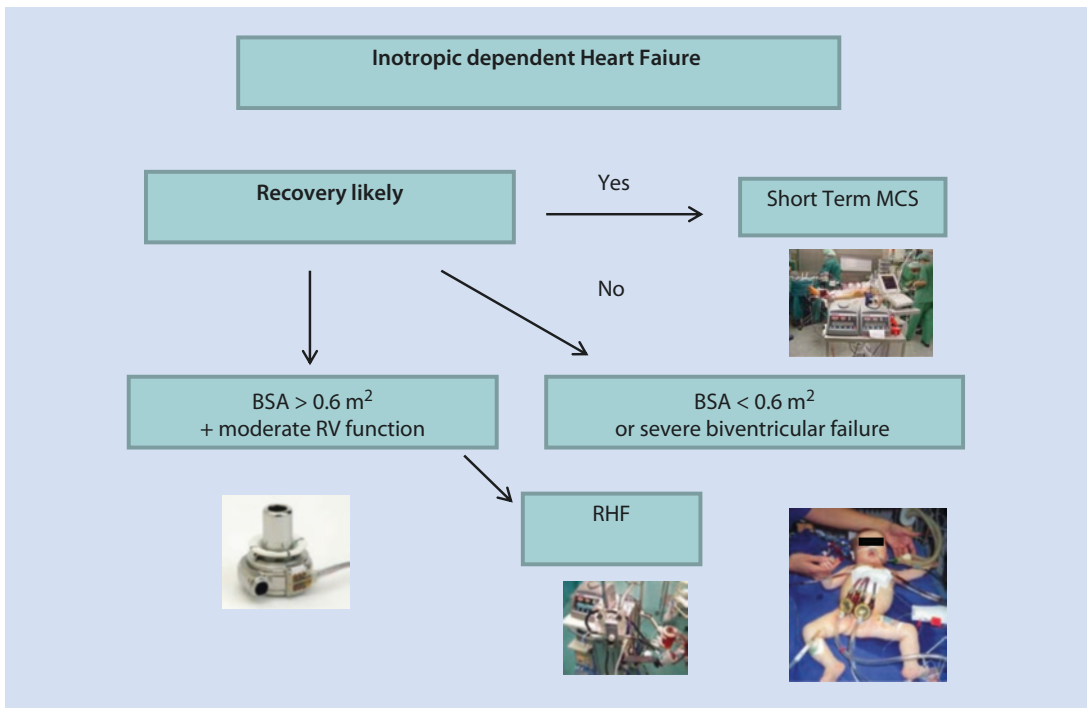 Inotropic dependent Heart Faiure
Recovery likely
Yes
Short Term MCS
No
BSA > 0.6 m²
+ moderate RV function
BSA < 0.6 m²
or severe biventricular failure
RHF